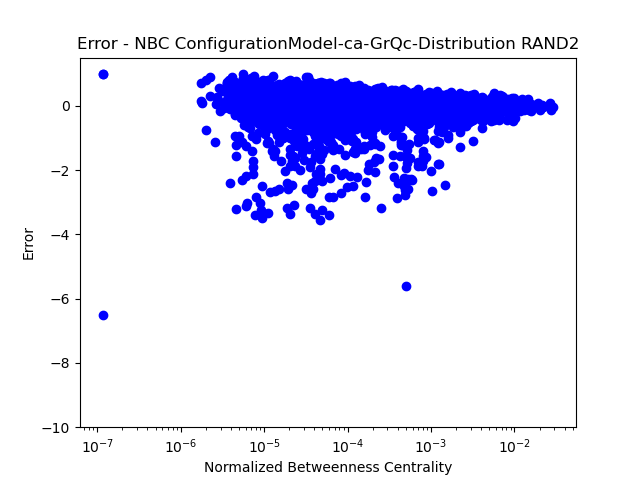 Error - NBC ConfigurationModel-ca-GrQc-Distribution RAND2
0
−2
−4
−6
−8
−10
Error
10⁻⁷ 10⁻⁶ 10⁻⁵ 10⁻⁴ 10⁻³ 10⁻²
Normalized Betweenness Centrality